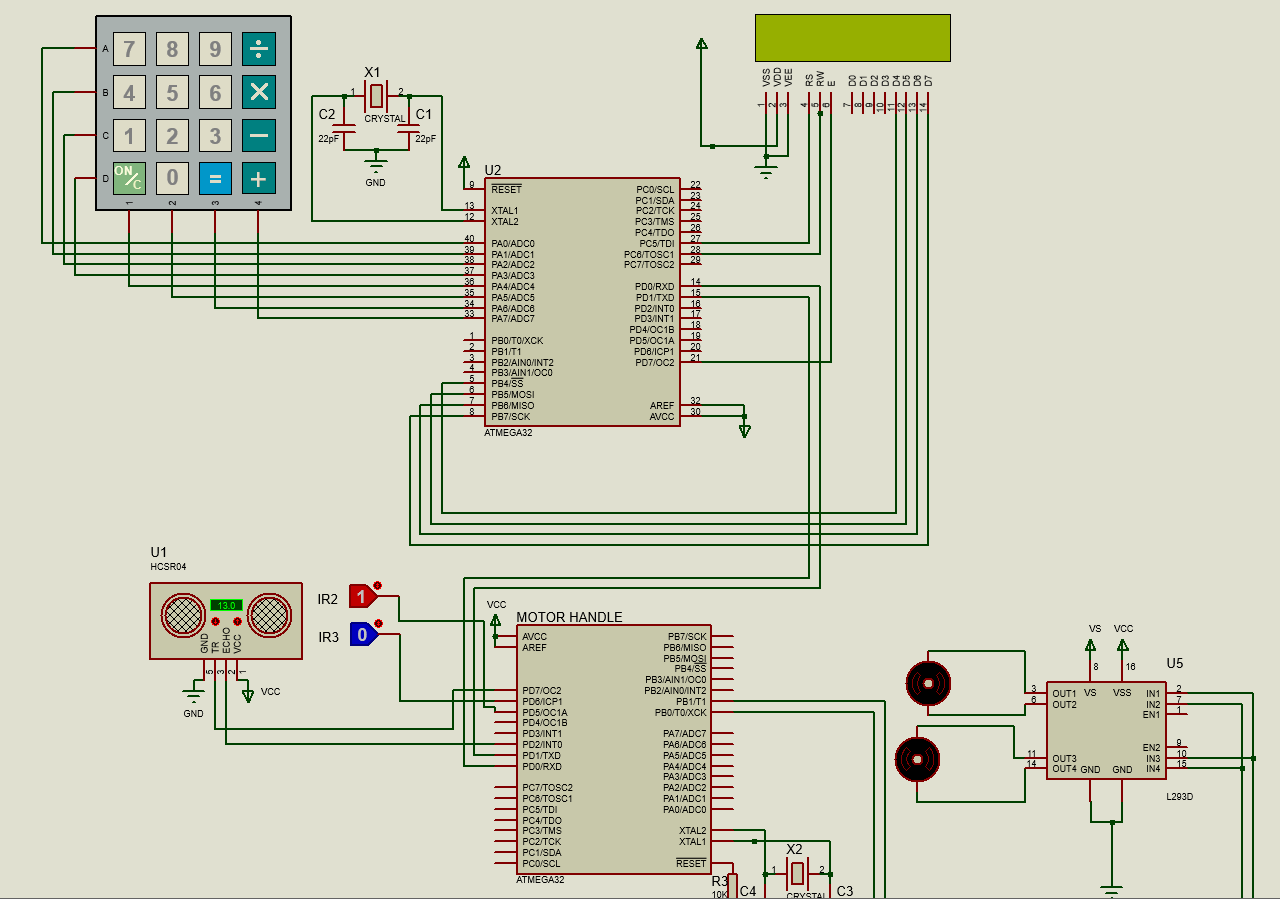 A 7 8 9 ÷
B 4 5 6 ×
C 1 2 3 −
D ON/C 0 = +
1 2 3 4
X1
1 2
CRYSTAL
C2 C1
22pF 22pF
GND
VSS VDD VEE RS RW E D0 D1 D2 D3 D4 D5 D6 D7
1 2 3 4 5 6 7 8 9 10 11 12 13 14
U2
9 RESET PC0/SCL 22
PC1/SDA 23
13 XTAL1 PC2/TCK 24
12 XTAL2 PC3/TMS 25
PC4/TDO 26
40 PA0/ADC0 PC5/TDI 27
39 PA1/ADC1 PC6/TOSC1 28
38 PA2/ADC2 PC7/TOSC2 29
37 PA3/ADC3
36 PA4/ADC4 PD0/RXD 14
35 PA5/ADC5 PD1/TXD 15
34 PA6/ADC6 PD2/INT0 16
33 PA7/ADC7 PD3/INT1 17
PD4/OC1B 18
1 PB0/T0/XCK PD5/OC1A 19
2 PB1/T1 PD6/ICP1 20
3 PB2/AIN0/INT2 PD7/OC2 21
4 PB3/AIN1/OC0
5 PB4/SS
6 PB5/MOSI
7 PB6/MISO AREF 32
8 PB7/SCK AVCC 30
ATMEGA32
U1
HCSR04
13.0
GND TR ECHO VCC
5 3 2 1
GND
VCC
IR2 1
IR3 0
VCC
MOTOR HANDLE
AVCC PB7/SCK
AREF PB6/MISO
PB5/MOSI
PB4/SS
PB3/AIN1/OC0
PD7/OC2 PB2/AIN0/INT2
PD6/ICP1 PB1/T1
PD5/OC1A PB0/T0/XCK
PD4/OC1B
PD3/INT1 PA7/ADC7
PD2/INT0 PA6/ADC6
PD1/TXD PA5/ADC5
PD0/RXD PA4/ADC4
PA3/ADC3
PC7/TOSC2 PA2/ADC2
PC6/TOSC1 PA1/ADC1
PC5/TDI PA0/ADC0
PC4/TDO
PC3/TMS XTAL2
PC2/TCK XTAL1
PC1/SDA
PC0/SCL RESET
ATMEGA32
R3
10K
C4
X2
1 2
CRYSTAL
C3
VS VCC
8 16
U5
VS VSS
3 OUT1 IN1 2
6 OUT2 IN2 7
EN1 1
EN2 9
11 OUT3 IN3 10
14 OUT4 GND GND IN4 15
L293D